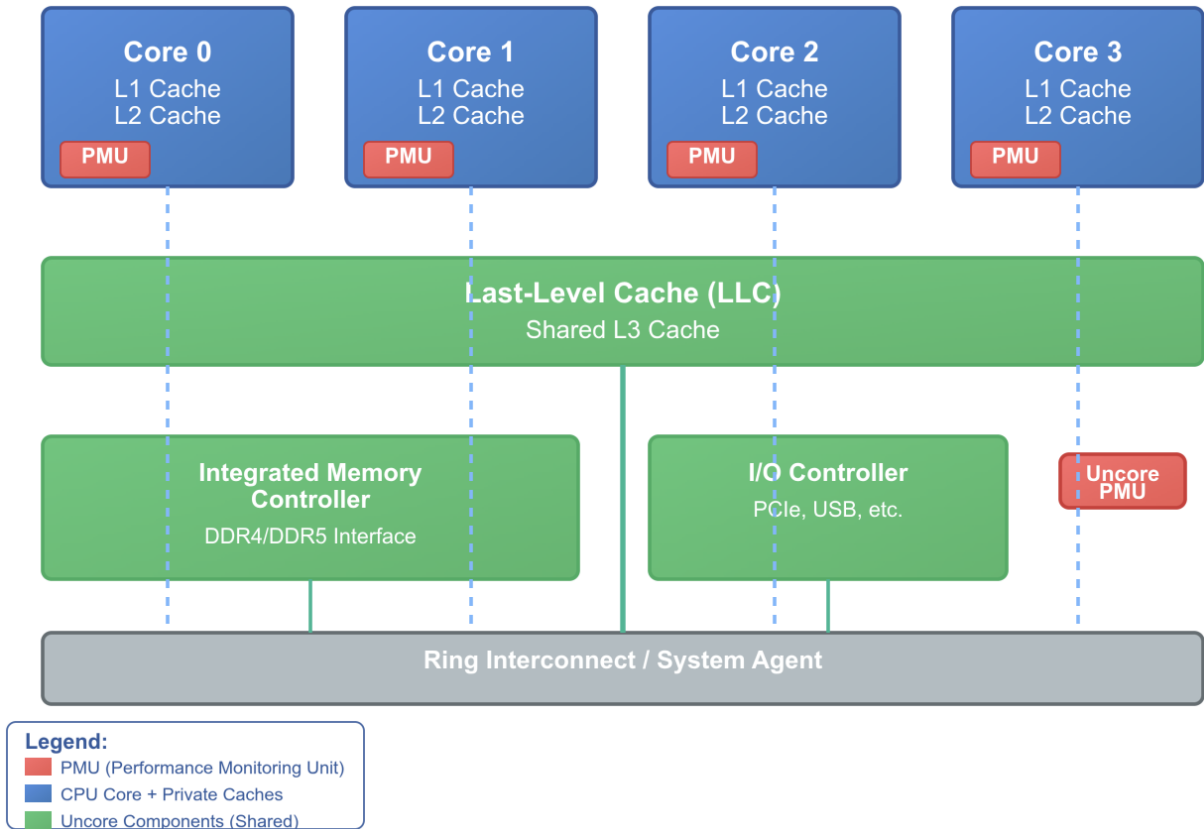 Core 0
L1 Cache
L2 Cache
PMU
Core 1
L1 Cache
L2 Cache
PMU
Core 2
L1 Cache
L2 Cache
PMU
Core 3
L1 Cache
L2 Cache
PMU
Last-Level Cache (LLC)
Shared L3 Cache
Integrated Memory
Controller
DDR4/DDR5 Interface
I/O Controller
PCIe, USB, etc.
Uncore
PMU
Ring Interconnect / System Agent
Legend:
PMU (Performance Monitoring Unit)
CPU Core + Private Caches
Uncore Components (Shared)